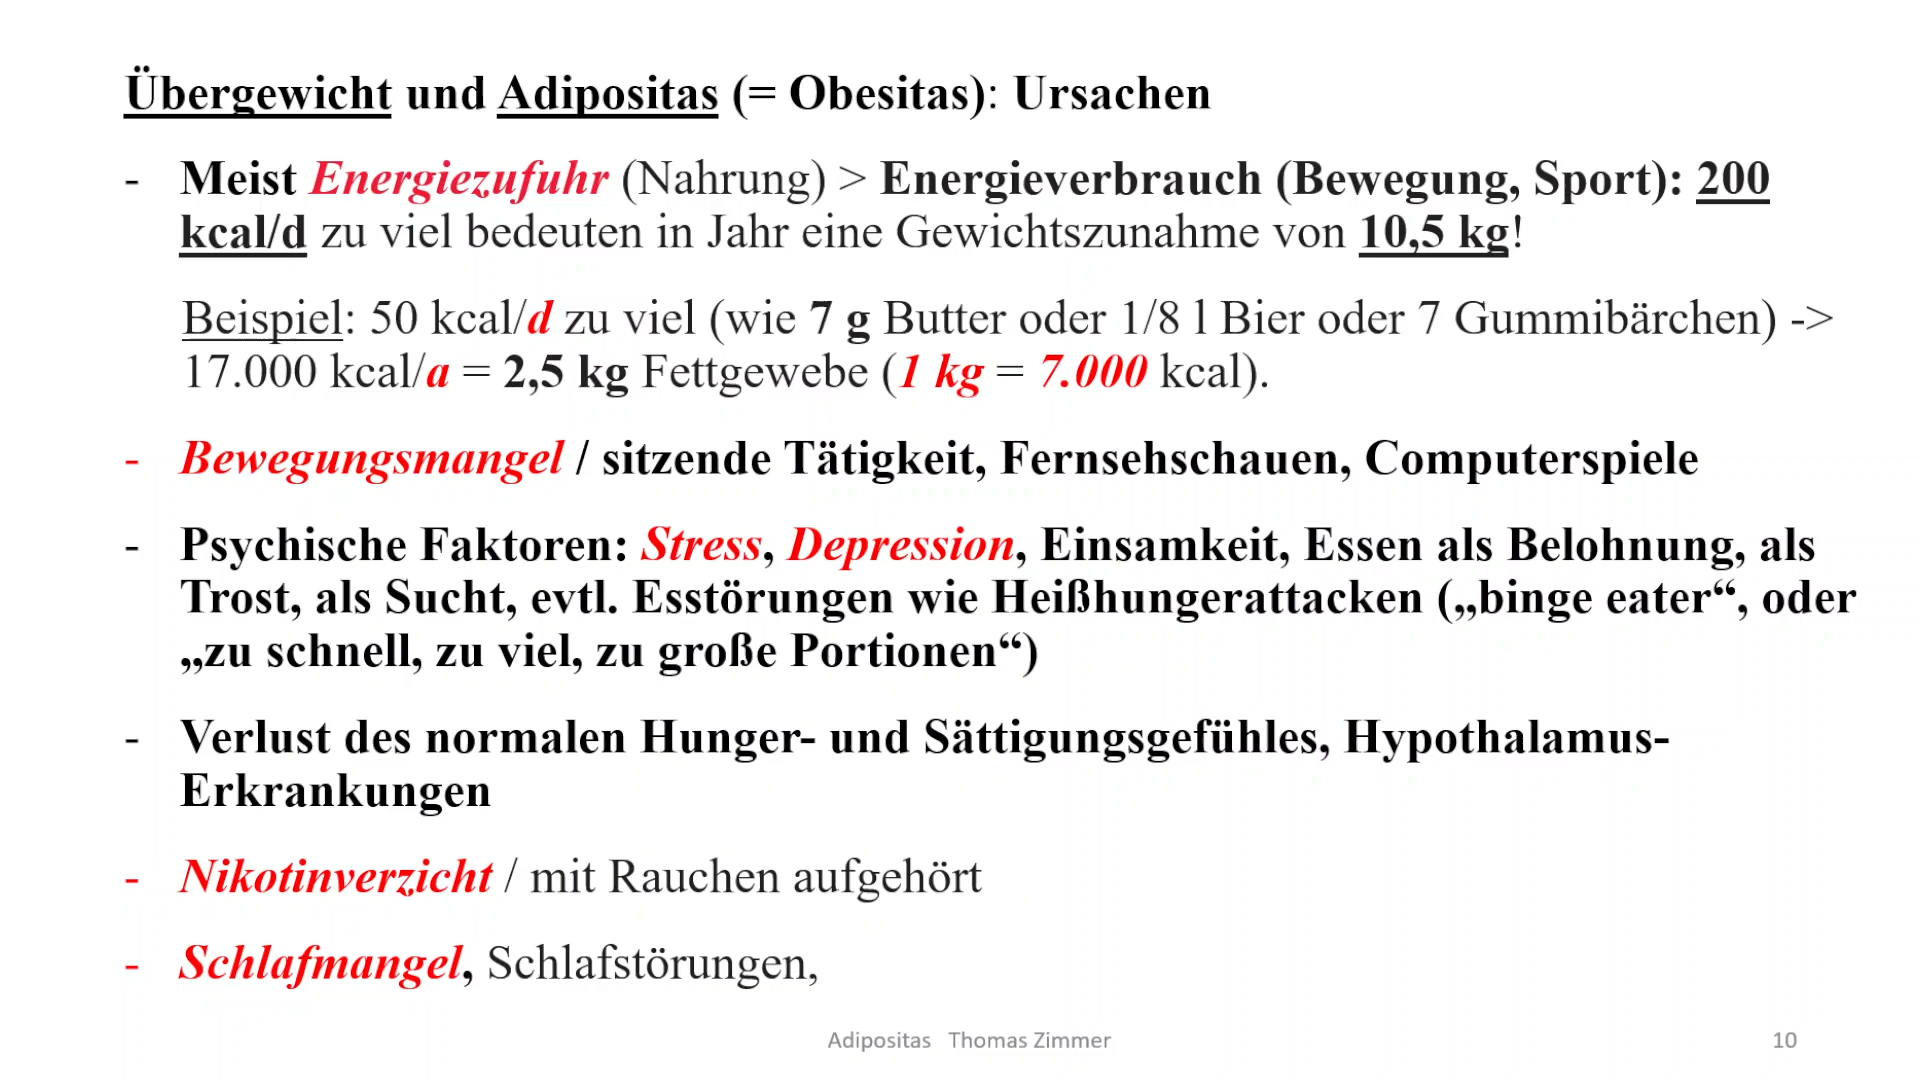 Übergewicht und Adipositas (= Obesitas): Ursachen
- Meist Energiezufuhr (Nahrung) > Energieverbrauch (Bewegung, Sport): 200
kcal/d zu viel bedeuten in Jahr eine Gewichtszunahme von 10,5 kg!
Beispiel: 50 kcal/d zu viel (wie 7 g Butter oder 1/8 l Bier oder 7 Gummibärchen) ->
17.000 kcal/a = 2,5 kg Fettgewebe (1 kg = 7.000 kcal).
- Bewegungsmangel / sitzende Tätigkeit, Fernsehschauen, Computerspiele
- Psychische Faktoren: Stress, Depression, Einsamkeit, Essen als Belohnung, als
Trost, als Sucht, evtl. Esstörungen wie Heißhungerattacken („binge eater“, oder
„zu schnell, zu viel, zu große Portionen“)
- Verlust des normalen Hunger- und Sättigungsgefühles, Hypothalamus-
Erkrankungen
- Nikotinverzicht / mit Rauchen aufgehört
- Schlafmangel, Schlafstörungen,
Adipositas Thomas Zimmer
10